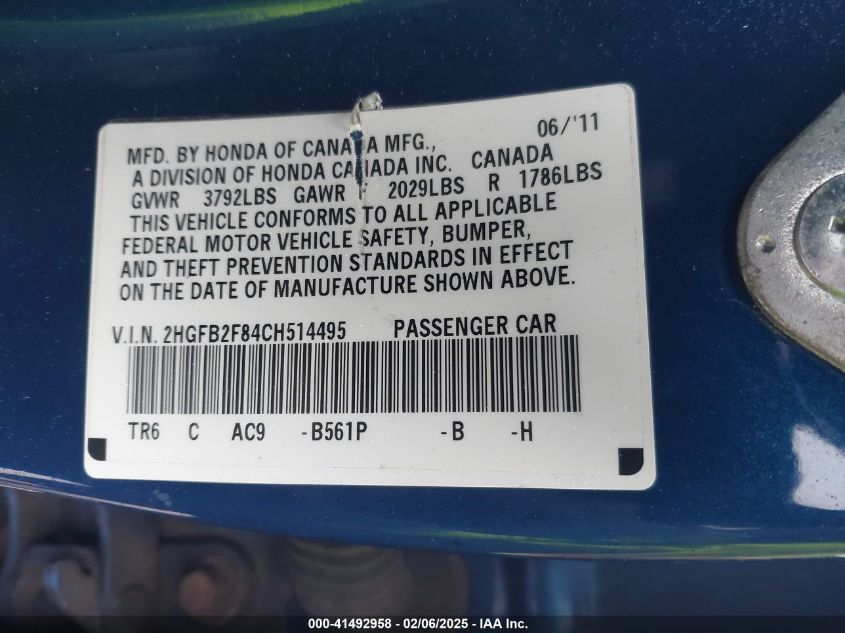 06/'11
MFD. BY HONDA OF CANADA MFG.,
A DIVISION OF HONDA CANADA INC. CANADA
GVWR 3792LBS GAWR 2029LBS R 1786LBS
THIS VEHICLE CONFORMS TO ALL APPLICABLE
FEDERAL MOTOR VEHICLE SAFETY, BUMPER,
AND THEFT PREVENTION STANDARDS IN EFFECT
ON THE DATE OF MANUFACTURE SHOWN ABOVE.
V.I.N. 2HGFB2F84CH514495 PASSENGER CAR
TR6 C AC9 -B561P -B -H
000-41492958 - 02/06/2025 - IAA Inc.